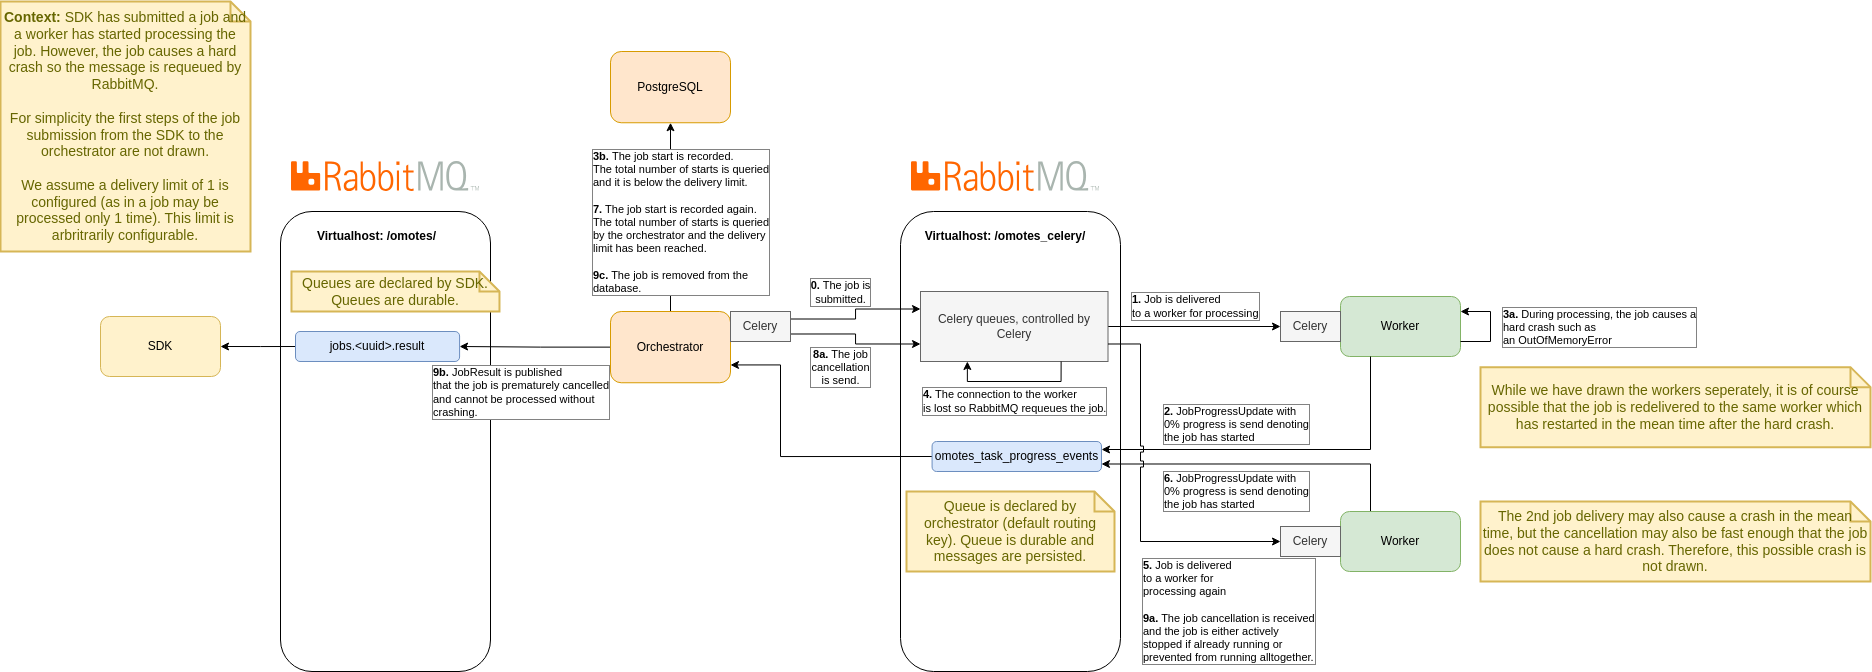 Context: SDK has submitted a job and
a worker has started processing the
job. However, the job causes a hard
crash so the message is requeued by
RabbitMQ.
For simplicity the first steps of the job
submission from the SDK to the
orchestrator are not drawn.
We assume a delivery limit of 1 is
configured (as in a job may be
processed only 1 time). This limit is
arbritrarily configurable.
PostgreSQL
RabbitMQ TM
RabbitMQ TM
3b. The job start is recorded.
The total number of starts is queried
and it is below the delivery limit.
7. The job start is recorded again.
The total number of starts is queried
by the orchestrator and the delivery
limit has been reached.
9c. The job is removed from the
database.
Virtualhost: /omotes/
Queues are declared by SDK.
Queues are durable.
SDK
jobs.<uuid>.result
9b. JobResult is published
that the job is prematurely cancelled
and cannot be processed without
crashing.
Orchestrator
Celery
0. The job is
submitted.
8a. The job
cancellation
is send.
Virtualhost: /omotes_celery/
Celery queues, controlled by
Celery
4. The connection to the worker
is lost so RabbitMQ requeues the job.
omotes_task_progress_events
Queue is declared by
orchestrator (default routing
key). Queue is durable and
messages are persisted.
1. Job is delivered
to a worker for processing
Celery
Worker
3a. During processing, the job causes a
hard crash such as
an OutOfMemoryError
While we have drawn the workers seperately, it is of course
possible that the job is redelivered to the same worker which
has restarted in the mean time after the hard crash.
2. JobProgressUpdate with
0% progress is send denoting
the job has started
6. JobProgressUpdate with
0% progress is send denoting
the job has started
Celery
Worker
The 2nd job delivery may also cause a crash in the mean
time, but the cancellation may also be fast enough that the job
does not cause a hard crash. Therefore, this possible crash is
not drawn.
5. Job is delivered
to a worker for
processing again
9a. The job cancellation is received
and the job is either actively
stopped if already running or
prevented from running alltogether.